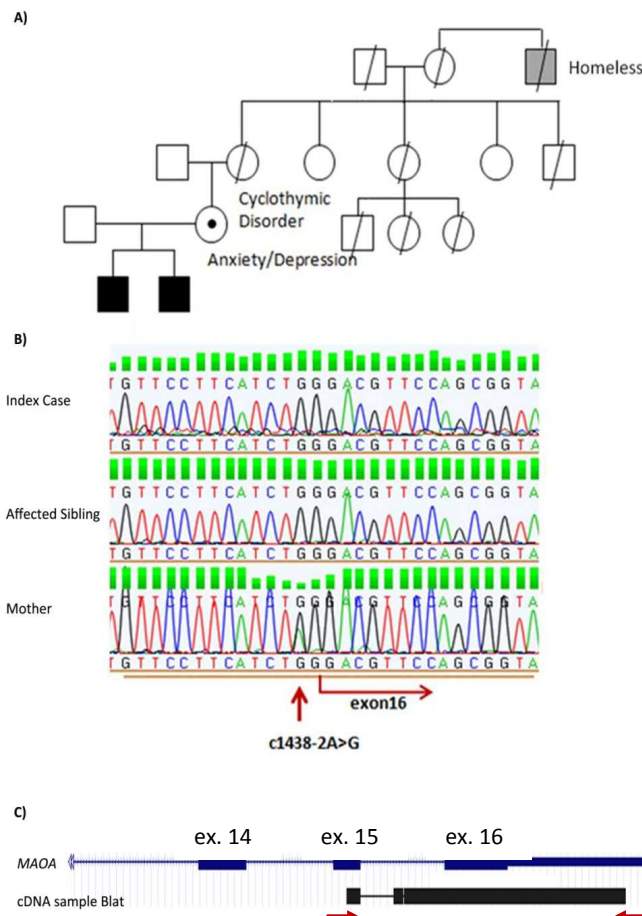 A)
Homeless
Cyclothymic
Disorder
Anxiety/Depression
B)
TGTTCCTTCATCTGGGACGTTCCAGCGGTA
Index Case
TGTTCCTTCATCTGGGACGTTCCAGCGGTA
TGTTCCTTCATCTGGGACGTTCCAGCGGTA
Affected Sibling
TGTTCCTTCATCTGGGACGTTCCAGCGGTA
TGTTCCTTCATCTGGGACGTTCCAGCGGTA
Mother
TGTTCCTTCATCTGGGACGTTCCAGCGGTA
exon16
c1438-2A>G
C)
ex. 14 ex. 15 ex. 16
MAOA
cDNA sample Blat